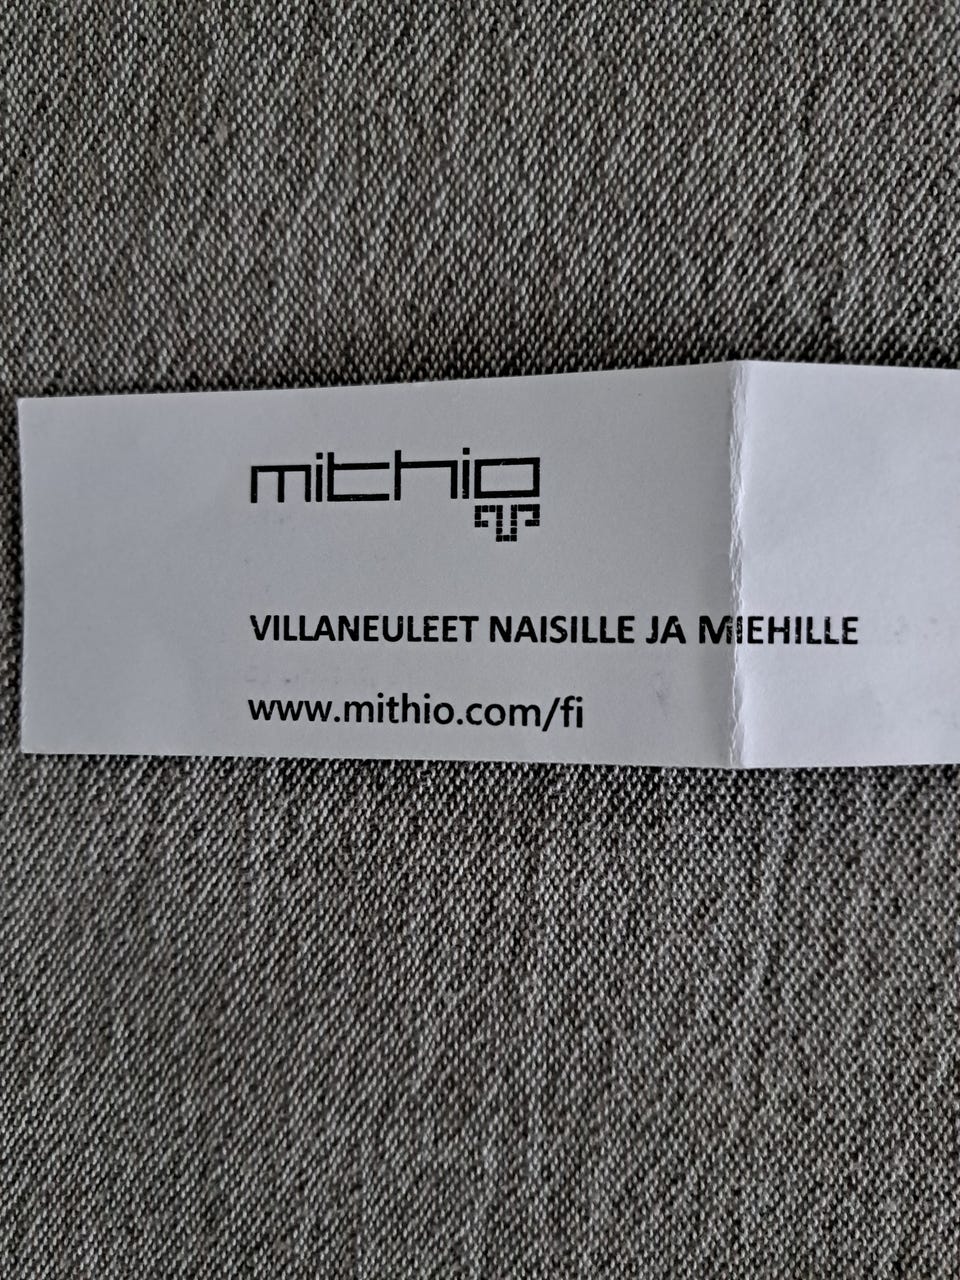 mithio
VILLANEULEET NAISILLE JA MIEHILLE
www.mithio.com/fi